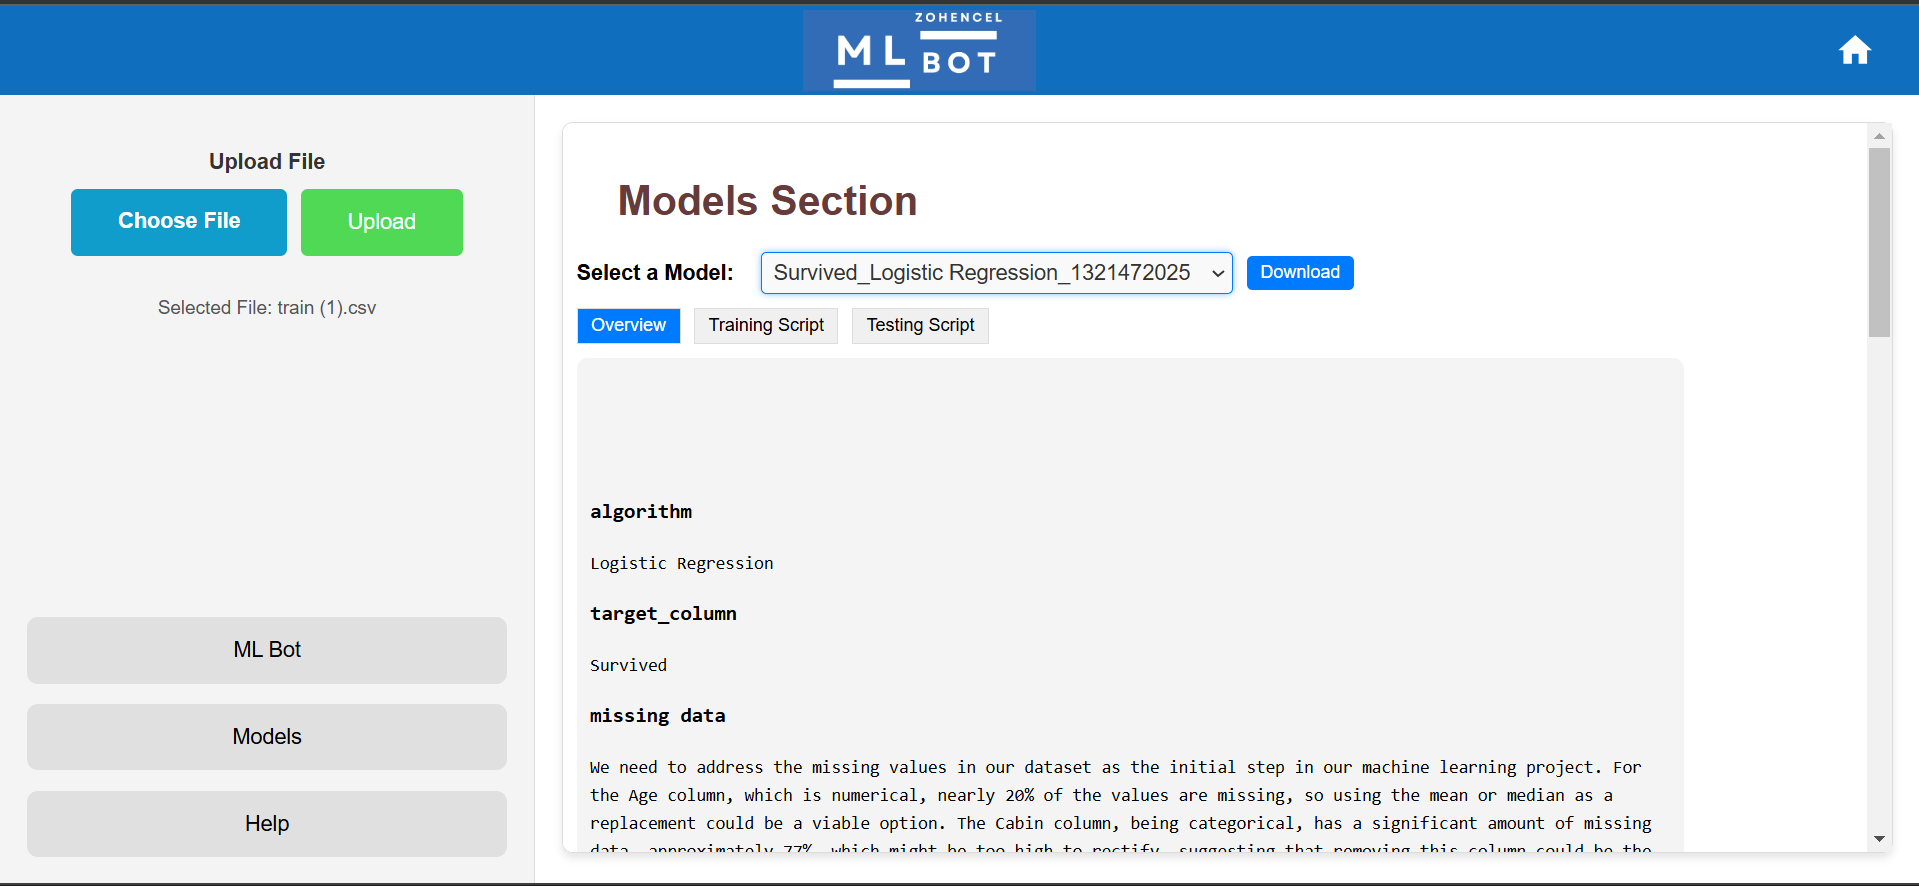 ZOHENCEL
ML BOT
Upload File
Choose File
Upload
Selected File: train (1).csv
ML Bot
Models
Help
Models Section
Select a Model:
Survived_Logistic Regression_1321472025
Download
Overview
Training Script
Testing Script
algorithm
Logistic Regression
target_column
Survived
missing data
We need to address the missing values in our dataset as the initial step in our machine learning project. For
the Age column, which is numerical, nearly 20% of the values are missing, so using the mean or median as a
replacement could be a viable option. The Cabin column, being categorical, has a significant amount of missing
data, approximately 77%, which might be too high to rectify, suggesting that removing this column could be the